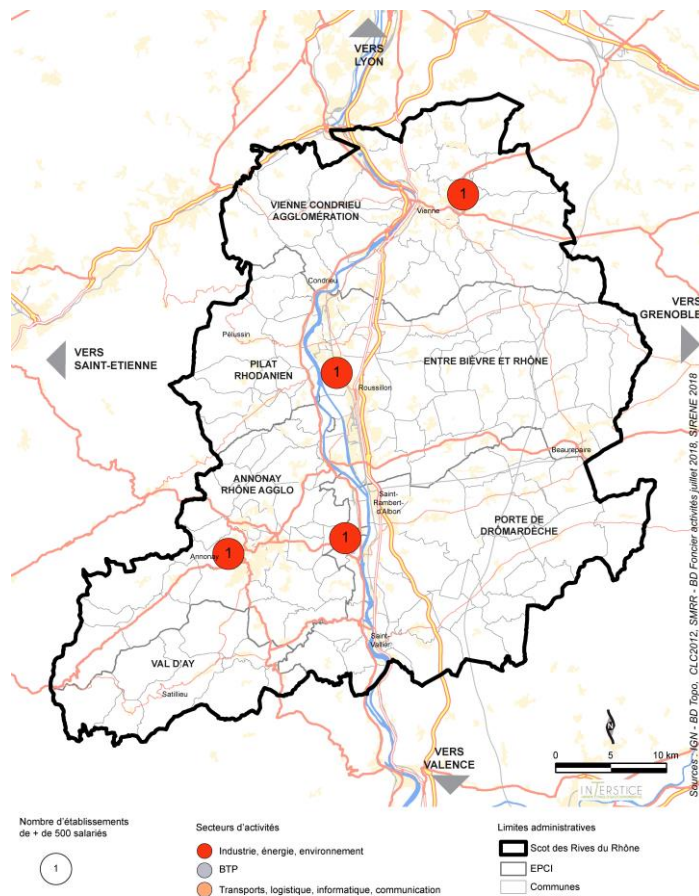 VERS
LYON
VIENNE CONDRIEU
AGGLOMÉRATION
1
Vienne
Condrieu
VERS
GRENOBLE
Pélussin
VERS
SAINT-ETIENNE
PILAT
RHODANIEN
1
ENTRE BIÈVRE ET RHÔNE
Roussillon
Beaurepaire
ANNONAY
RHÔNE AGGLO
Saint-
Rambert-
d'Albon
PORTE DE
DRÔMARDÈCHE
Annonay
1
1
Saint-
Vallier
VAL D'AY
Satillieu
VERS
VALENCE
N
0 5 10 km
IN/ERSTICE
Sources : IGN - BD Topo, CLC2012, SMRR - BD Foncier activités juillet 2018, SIRENE 2018
Nombre d'établissements
de + de 500 salariés
1
Secteurs d'activités
Industrie, énergie, environnement
BTP
Transports, logistique, informatique, communication
Limites administratives
Scot des Rives du Rhône
EPCI
Communes